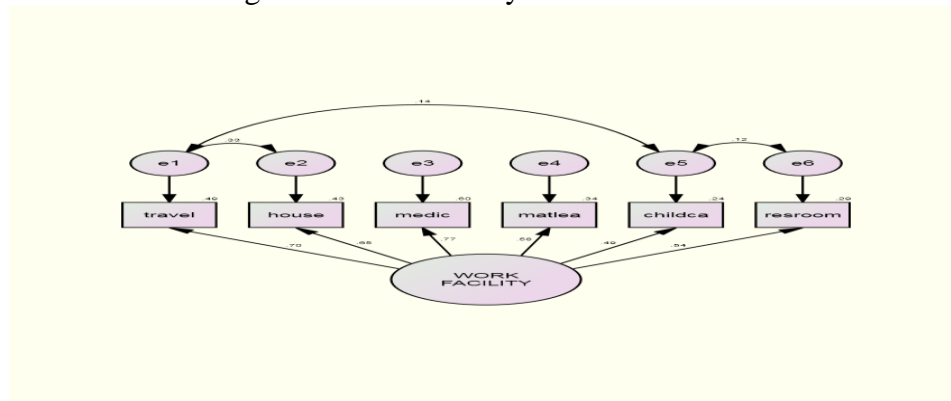 .14
.33
.12
e1 e2 e3 e4 e5 e6
.49 .43 .60 .34 .24 .29
travel house medic matlea childca resroom
.70 .65 .77 .58 .49 .54
WORK
FACILITY